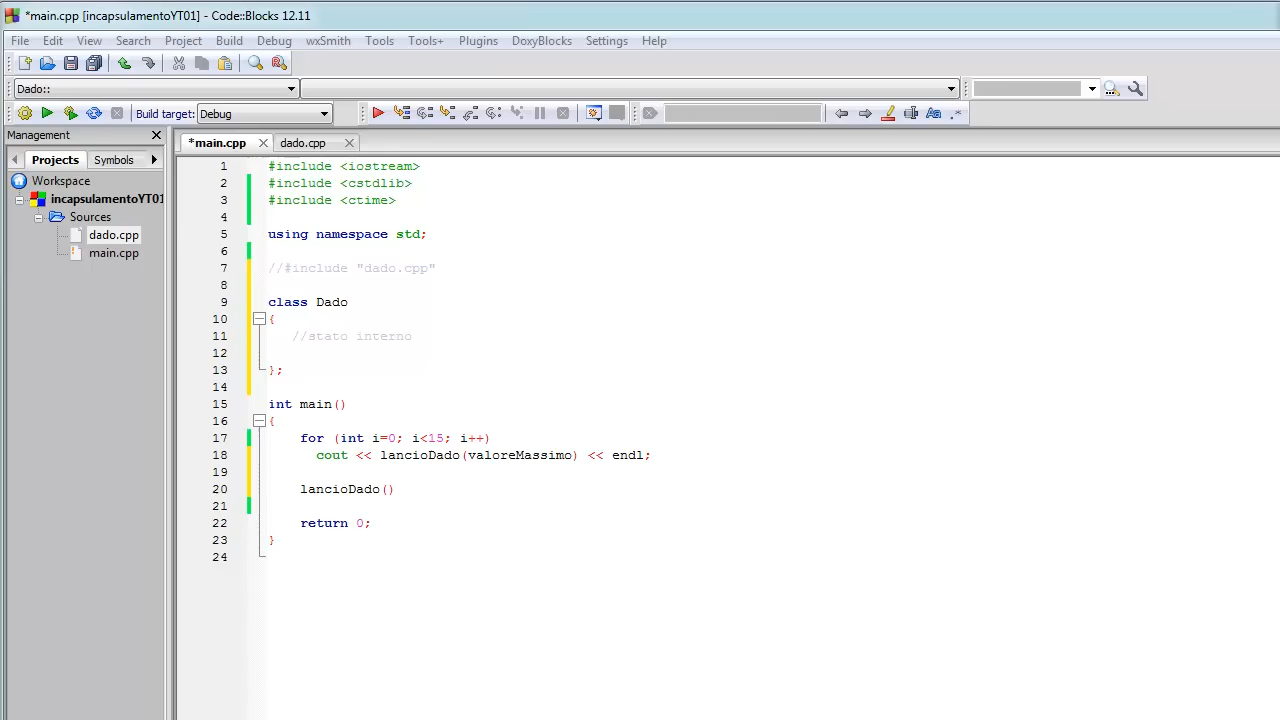 *main.cpp [incapsulamentoYT01] - Code::Blocks 12.11
File Edit View Search Project Build Debug wxSmith Tools Tools+ Plugins DoxyBlocks Settings Help
Dado::
Build target: Debug
Management
*main.cpp dado.cpp
Projects Symbols
Workspace
incapsulamentoYT01
Sources
dado.cpp
main.cpp
1 #include <iostream>
2 #include <cstdlib>
3 #include <ctime>
4
5 using namespace std;
6
7 //#include "dado.cpp"
8
9 class Dado
10 {
11 //stato interno
12
13 };
14
15 int main()
16 {
17 for (int i=0; i<15; i++)
18 cout << lancioDado(valoreMassimo) << endl;
19
20 lancioDado()
21
22 return 0;
23 }
24